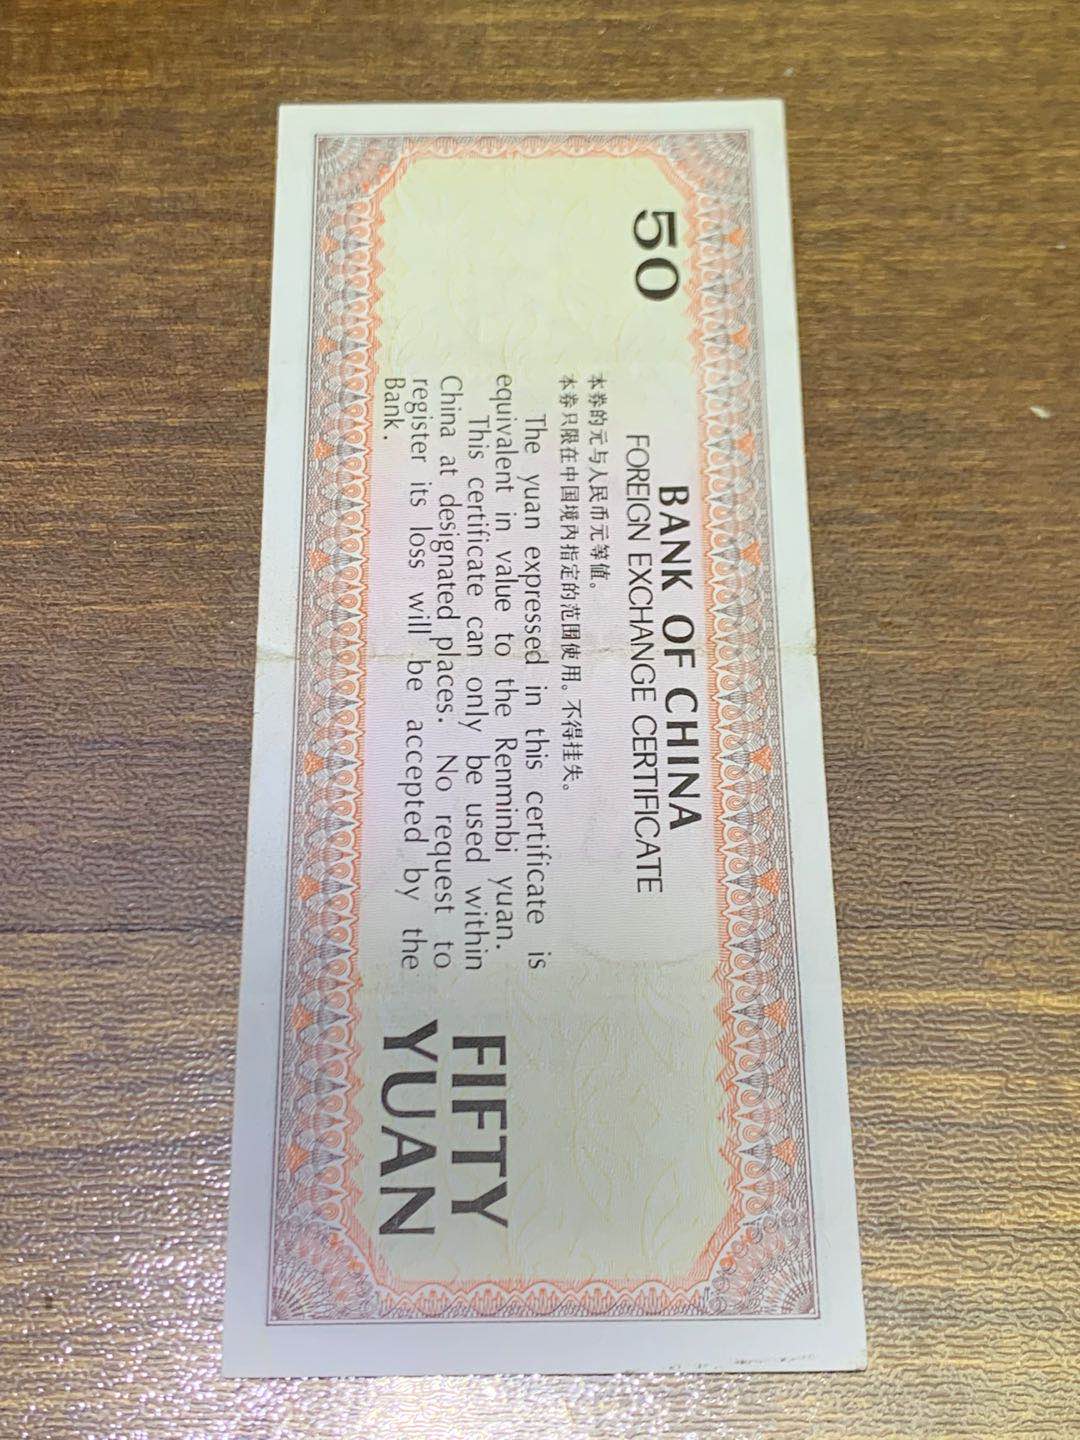 50
BANK OF CHINA
FOREIGN EXCHANGE CERTIFICATE
本券的元与人民币元等值。
本券只限在中国境内指定的范围使用。不得挂失。
The yuan expressed in this certificate is
equivalent in value to the Renminbi yuan.
This certificate can only be used within
China at designated places. No request to
register its loss will be accepted by the
Bank.
FIFTY
YUAN